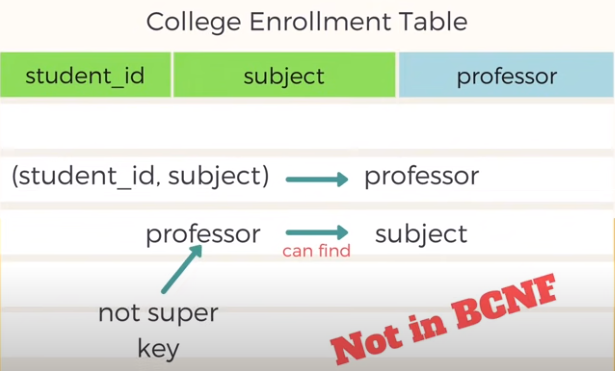 College Enrollment Table
student_id subject professor
(student_id, subject) professor
professor can find subject
not super
key
Not in BCNF